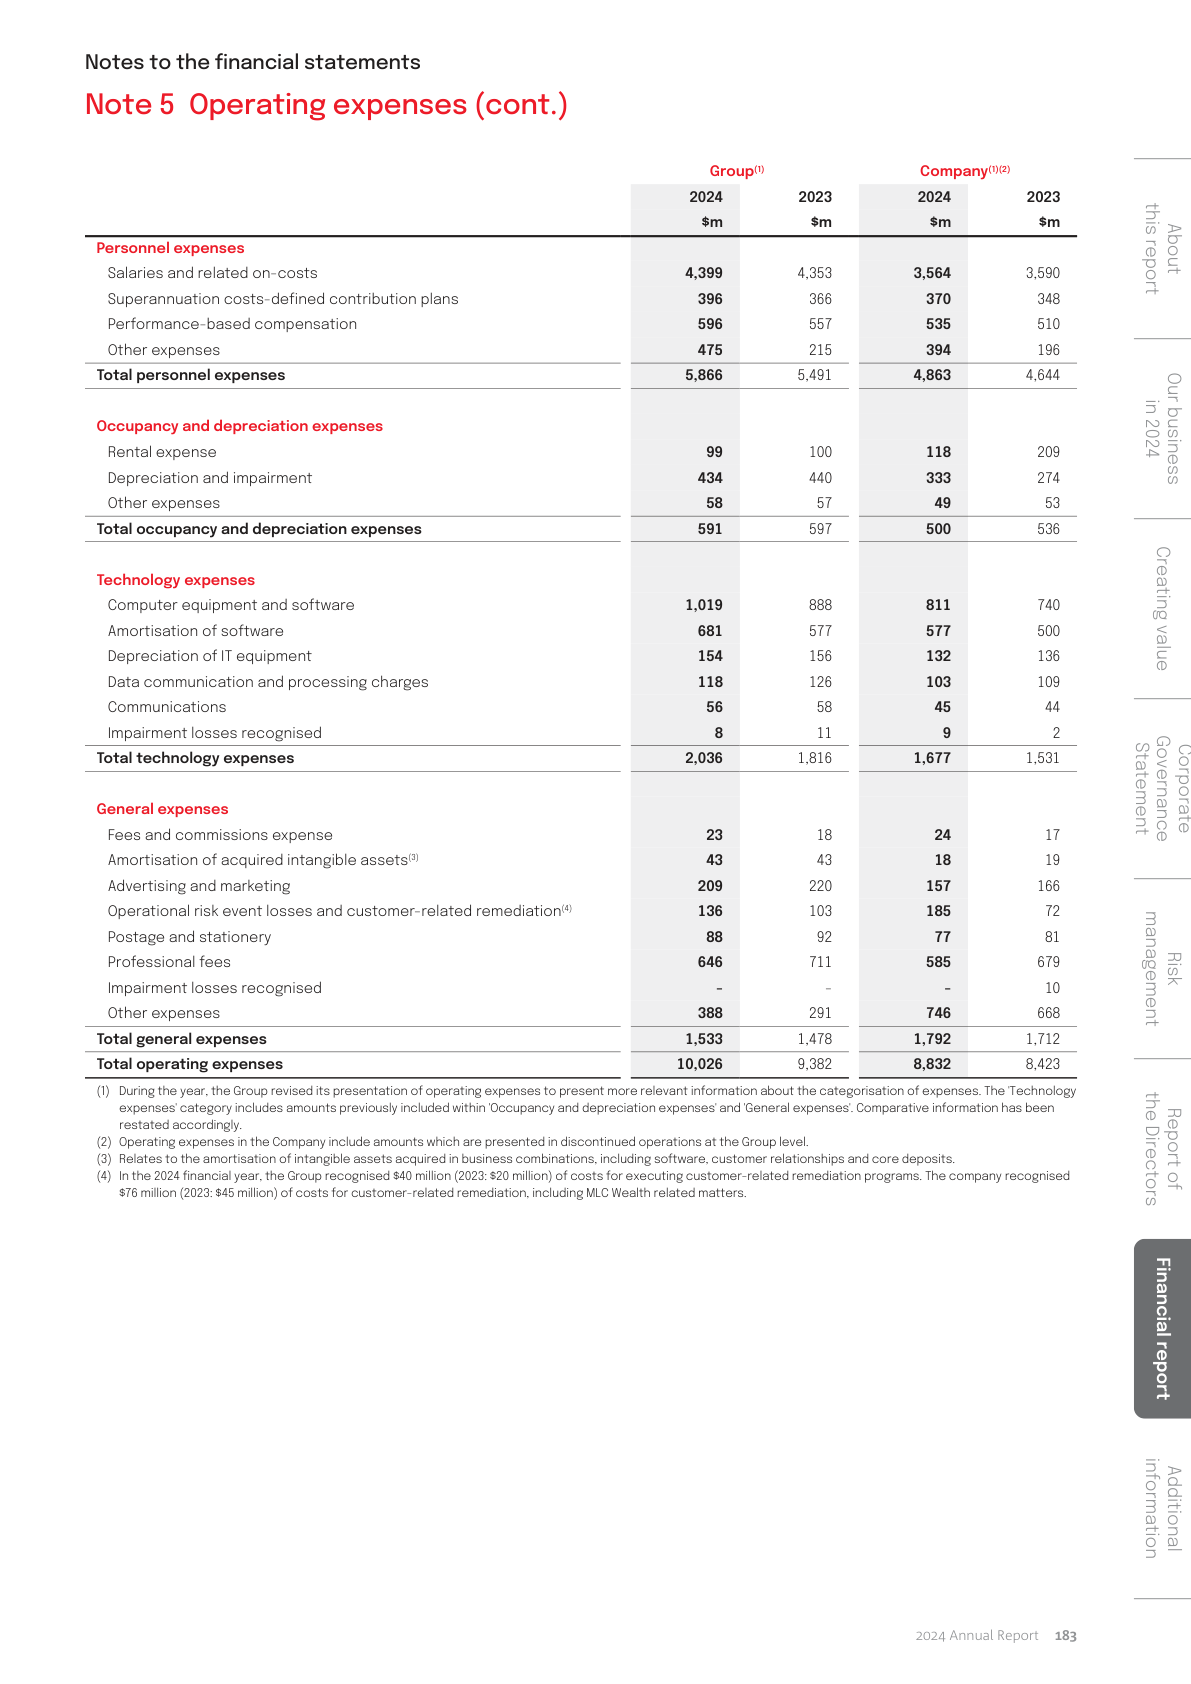 Notes to the financial statements
Note 5 Operating expenses (cont.)
Group(1) Company(1)(2)
2024 2023 2024 2023
$m $m $m $m
Personnel expenses
Salaries and related on-costs 4,399 4,353 3,564 3,590
Superannuation costs-defined contribution plans 396 366 370 348
Performance-based compensation 596 557 535 510
Other expenses 475 215 394 196
Total personnel expenses 5,866 5,491 4,863 4,644
Occupancy and depreciation expenses
Rental expense 99 100 118 209
Depreciation and impairment 434 440 333 274
Other expenses 58 57 49 53
Total occupancy and depreciation expenses 591 597 500 536
Technology expenses
Computer equipment and software 1,019 888 811 740
Amortisation of software 681 577 577 500
Depreciation of IT equipment 154 156 132 136
Data communication and processing charges 118 126 103 109
Communications 56 58 45 44
Impairment losses recognised 8 11 9 2
Total technology expenses 2,036 1,816 1,677 1,531
General expenses
Fees and commissions expense 23 18 24 17
Amortisation of acquired intangible assets(3) 43 43 18 19
Advertising and marketing 209 220 157 166
Operational risk event losses and customer-related remediation(4) 136 103 185 72
Postage and stationery 88 92 77 81
Professional fees 646 711 585 679
Impairment losses recognised – – – 10
Other expenses 388 291 746 668
Total general expenses 1,533 1,478 1,792 1,712
Total operating expenses 10,026 9,382 8,832 8,423
(1) During the year, the Group revised its presentation of operating expenses to present more relevant information about the categorisation of expenses. The 'Technology
expenses' category includes amounts previously included within 'Occupancy and depreciation expenses' and 'General expenses'. Comparative information has been
restated accordingly.
(2) Operating expenses in the Company include amounts which are presented in discontinued operations at the Group level.
(3) Relates to the amortisation of intangible assets acquired in business combinations, including software, customer relationships and core deposits.
(4) In the 2024 financial year, the Group recognised $40 million (2023: $20 million) of costs for executing customer-related remediation programs. The company recognised
$76 million (2023: $45 million) of costs for customer-related remediation, including MLC Wealth related matters.
About
this report
Our business
in 2024
Creating value
Corporate
Governance
Statement
Risk
management
Report of
the Directors
Financial report
Additional
information
2024 Annual Report 183